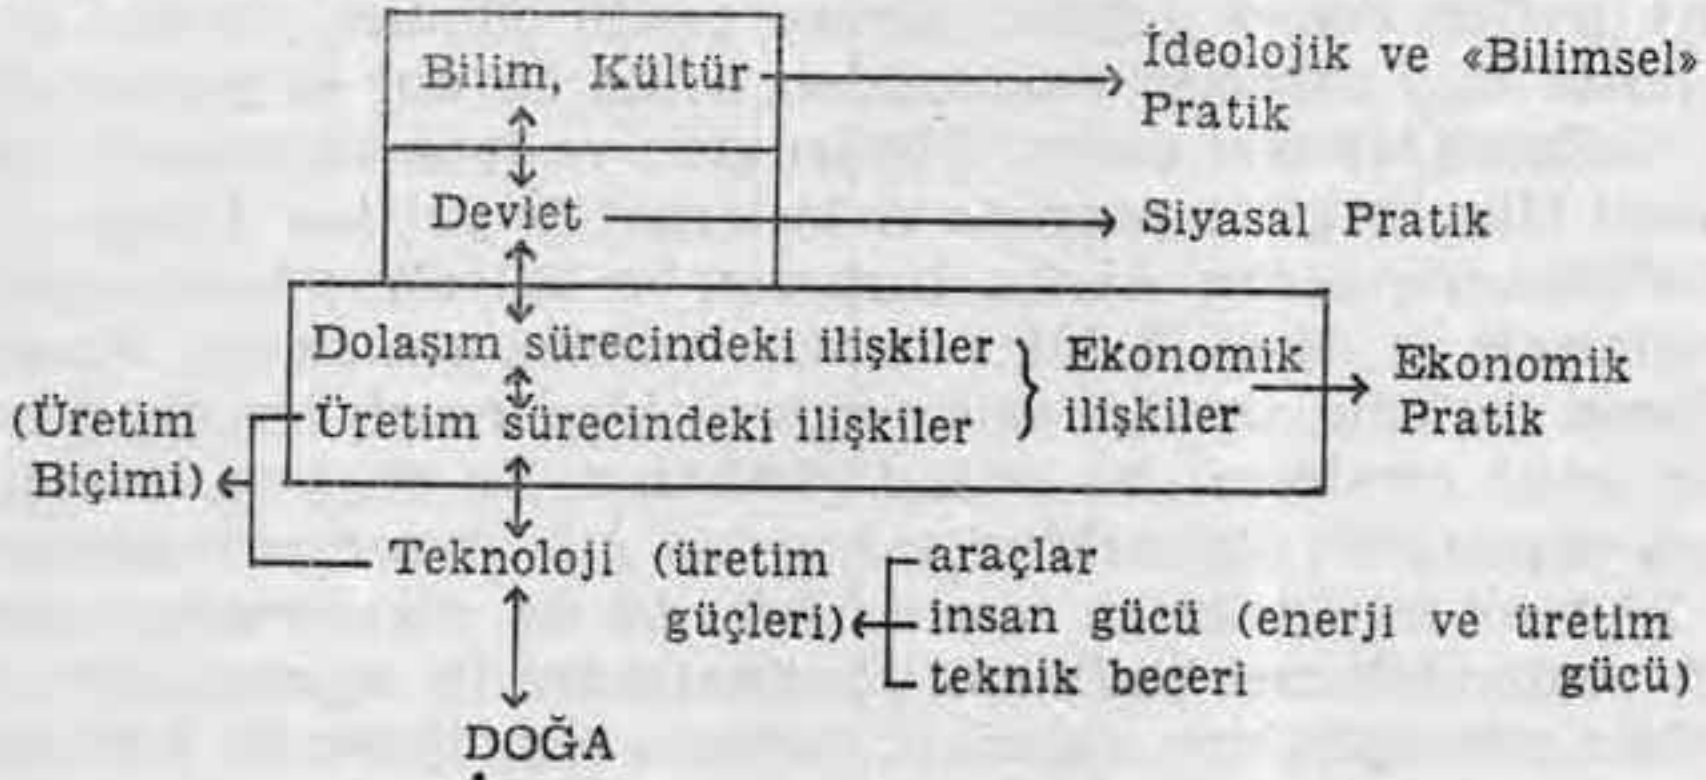 Bilim, Kültür
İdeolojik ve «Bilimsel»
Pratik
Devlet
Siyasal Pratik
Dolaşım sürecindeki ilişkiler
Üretim sürecindeki ilişkiler
Ekonomik
ilişkiler
Ekonomik
Pratik
(Üretim
Biçimi)
Teknoloji (üretim
güçleri)
araçlar
insan gücü (enerji ve üretim
gücü)
teknik beceri
DOĞA